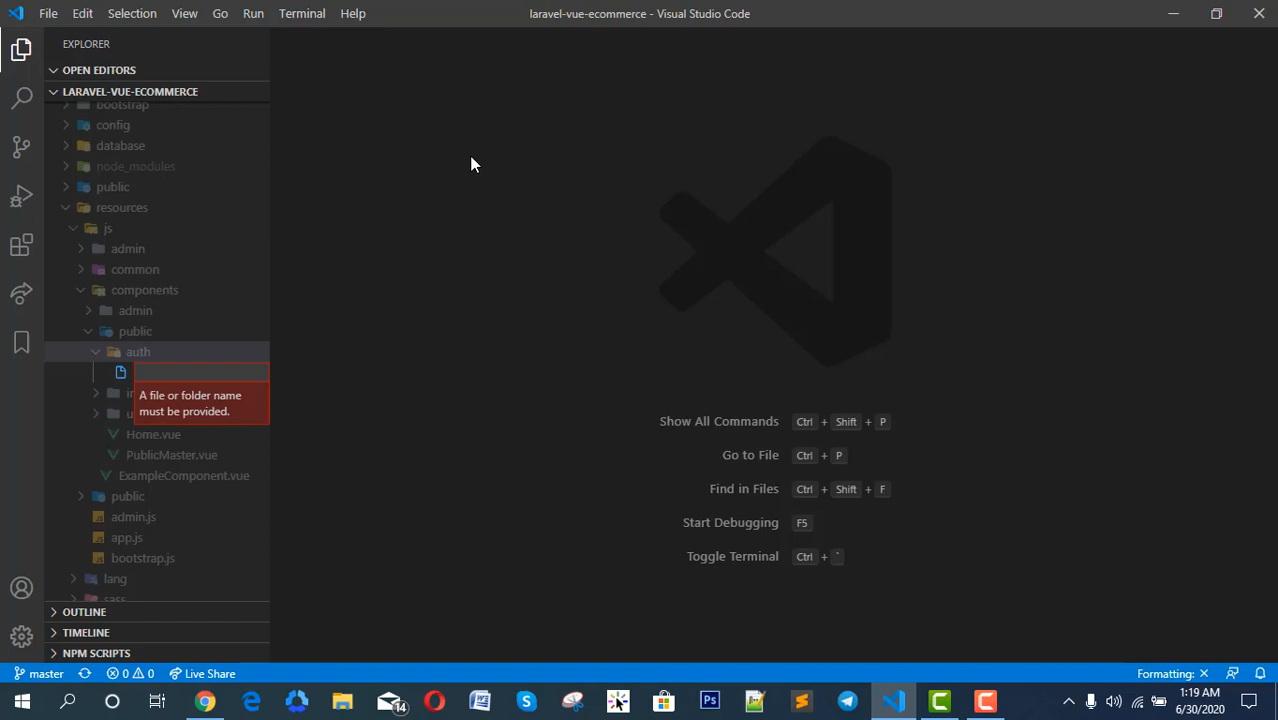 File Edit Selection View Go Run Terminal Help laravel-vue-ecommerce - Visual Studio Code
EXPLORER
OPEN EDITORS
LARAVEL-VUE-ECOMMERCE
bootstrap
config
database
node_modules
public
resources
js
admin
common
components
admin
public
auth
A file or folder name
must be provided.
Home.vue
PublicMaster.vue
ExampleComponent.vue
public
admin.js
app.js
bootstrap.js
lang
sass
OUTLINE
TIMELINE
NPM SCRIPTS
Show All Commands Ctrl + Shift + P
Go to File Ctrl + P
Find in Files Ctrl + Shift + F
Start Debugging F5
Toggle Terminal Ctrl + `
master 0 0 Live Share Formatting: ×
14
Ps
1:19 AM
6/30/2020